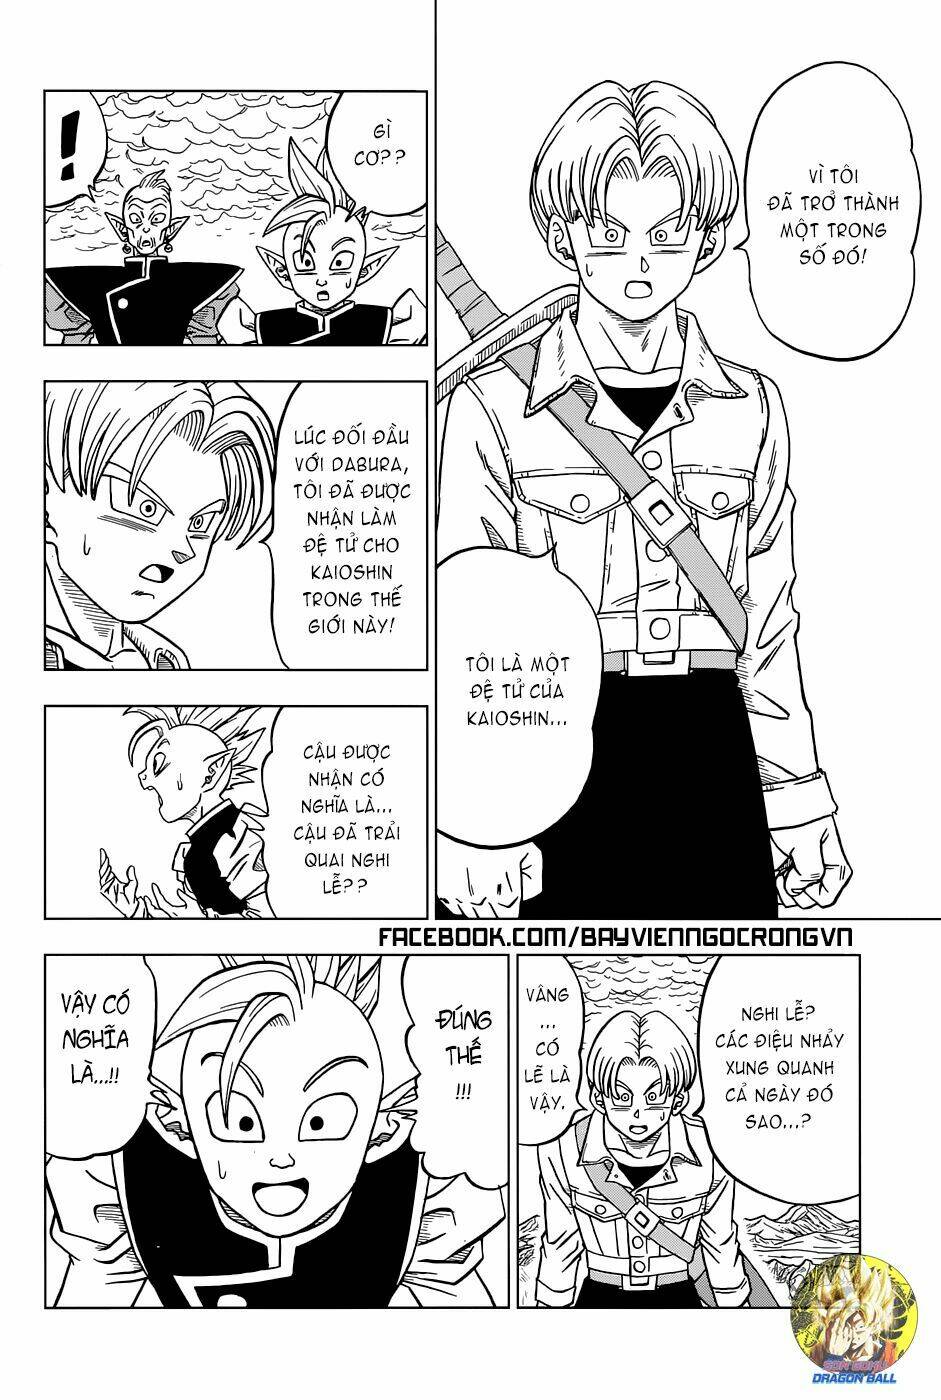 VÌ TÔI
ĐÃ TRỞ THÀNH
MỘT TRONG
SỐ ĐÓ!
TÔI LÀ MỘT
ĐỆ TỬ CỦA
KAIOSHIN...
GÌ
CƠ??
!
LÚC ĐỐI ĐẦU
VỚI DABURA,
TÔI ĐÃ ĐƯỢC
NHẬN LÀM
ĐỆ TỬ CHO
KAIOSHIN
TRONG THẾ
GIỚI NÀY!
CẬU ĐƯỢC
NHẬN CÓ
NGHĨA LÀ...
CẬU ĐÃ TRẢI
QUAI NGHI
LỄ??
FACEBOOK.COM/BAYVIENNGOCRONGVN
NGHI LỄ?
CÁC ĐIỆU NHẢY
XUNG QUANH
CẢ NGÀY ĐÓ
SAO...?
VÂNG
...
CÓ
LẼ LÀ
VẬY.
ĐÚNG
THẾ
!!!
VẬY CÓ
NGHĨA
LÀ...!!
SON GOKU
DRAGON BALL